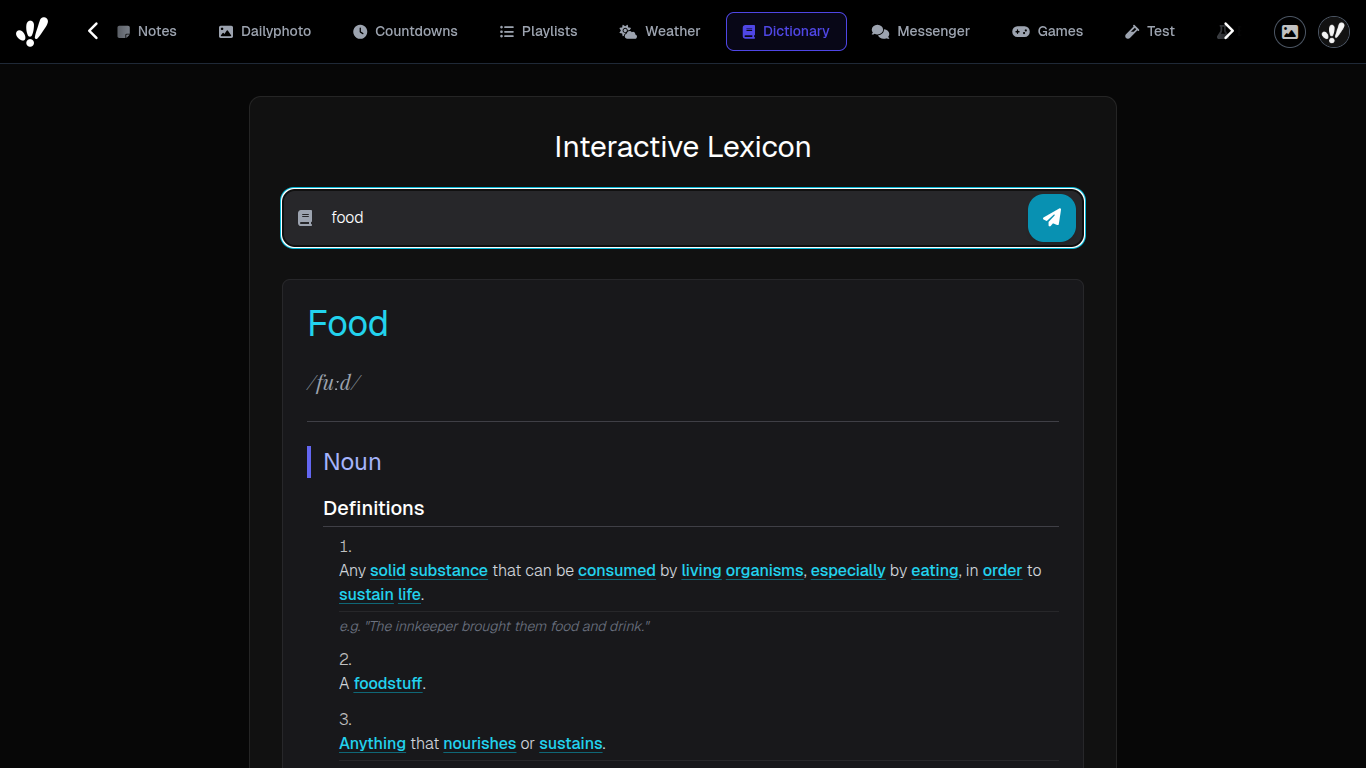 Notes Dailyphoto Countdowns Playlists Weather Dictionary Messenger Games Test
Interactive Lexicon
food
Food
/fuːd/
Noun
Definitions
1.
Any solid substance that can be consumed by living organisms, especially by eating, in order to
sustain life.
e.g. "The innkeeper brought them food and drink."
2.
A foodstuff.
3.
Anything that nourishes or sustains.